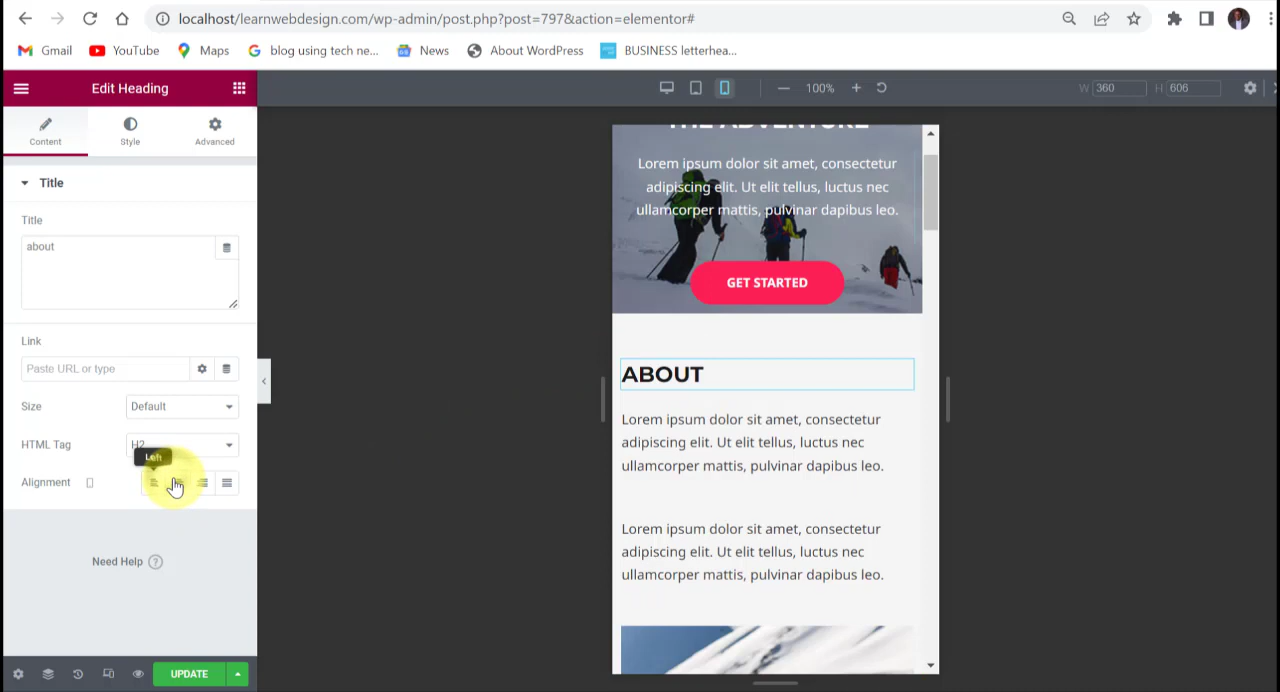 localhost/learnwebdesign.com/wp-admin/post.php?post=797&action=elementor#
Gmail YouTube Maps blog using tech ne... News About WordPress BUSINESS letterhea...
Edit Heading
100%
W 360 H 606
Content Style Advanced
Title
Title
about
Link
Paste URL or type
Size Default
HTML Tag H2
Left
Alignment
Need Help ?
UPDATE
THE ADVENTURE
Lorem ipsum dolor sit amet, consectetur
adipiscing elit. Ut elit tellus, luctus nec
ullamcorper mattis, pulvinar dapibus leo.
GET STARTED
ABOUT
Lorem ipsum dolor sit amet, consectetur
adipiscing elit. Ut elit tellus, luctus nec
ullamcorper mattis, pulvinar dapibus leo.
Lorem ipsum dolor sit amet, consectetur
adipiscing elit. Ut elit tellus, luctus nec
ullamcorper mattis, pulvinar dapibus leo.